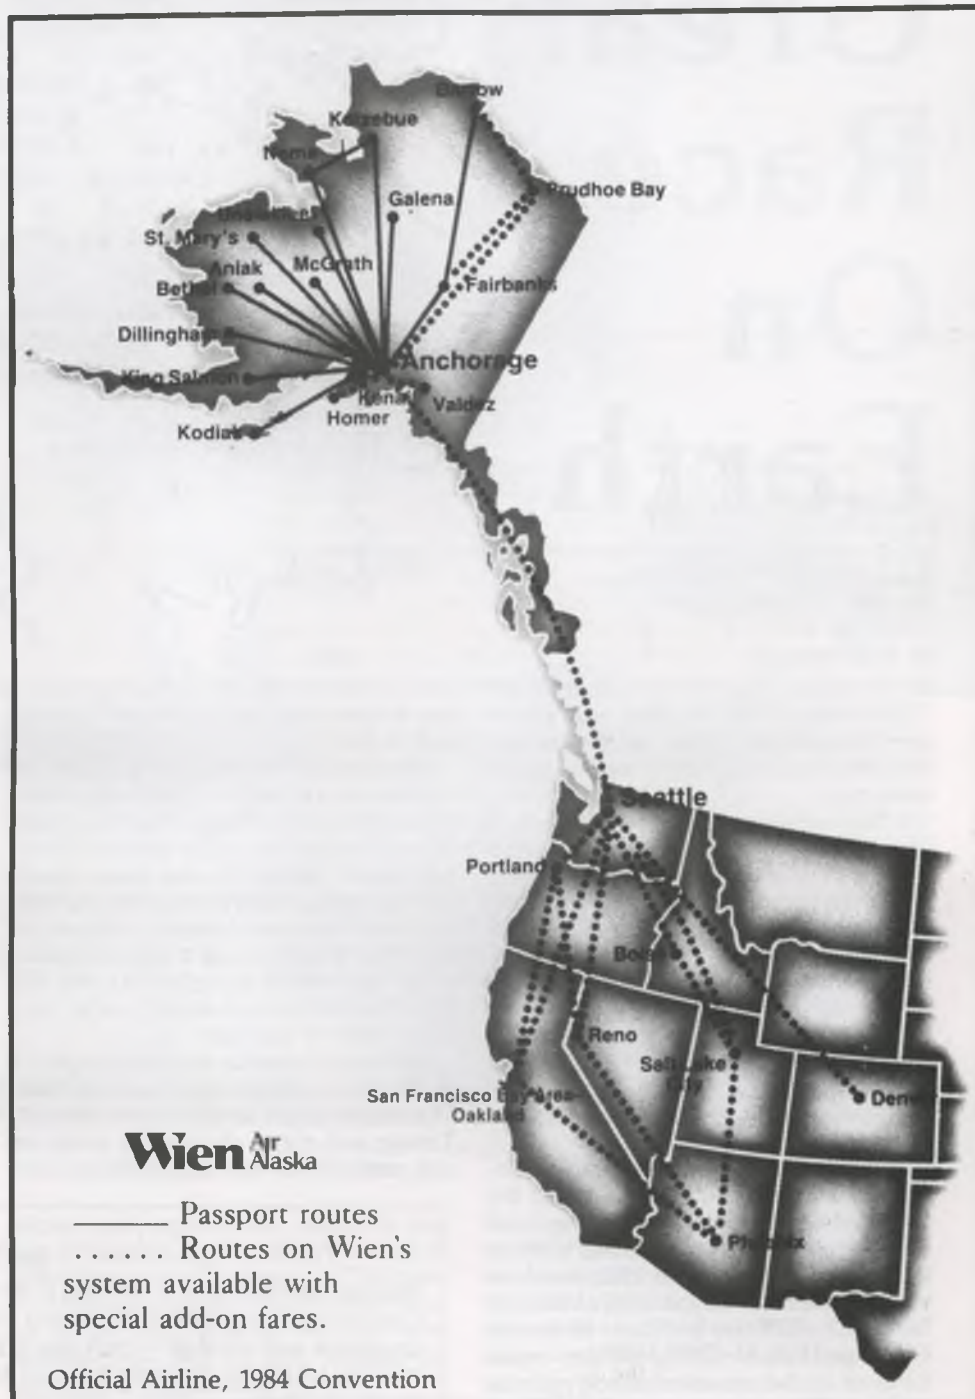 Barrow
Kotzebue
Nome
Prudhoe Bay
Galena
Unalakleet
St. Mary's
McGrath
Aniak
Bethel
Fairbanks
Dillingham
Anchorage
King Salmon
Kenai
Valdez
Homer
Kodiak
Seattle
Portland
Boise
Reno
Salt Lake
City
San Francisco Bay Area-
Oakland
Denver
Phoenix
Wien Air
Alaska
Passport routes
...... Routes on Wien's
system available with
special add-on fares.
Official Airline, 1984 Convention